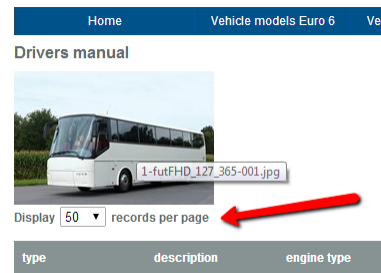 Home Vehicle models Euro 6 Ve
Drivers manual
1-futFHD_127_365-001.jpg
Display 50 records per page
type description engine type